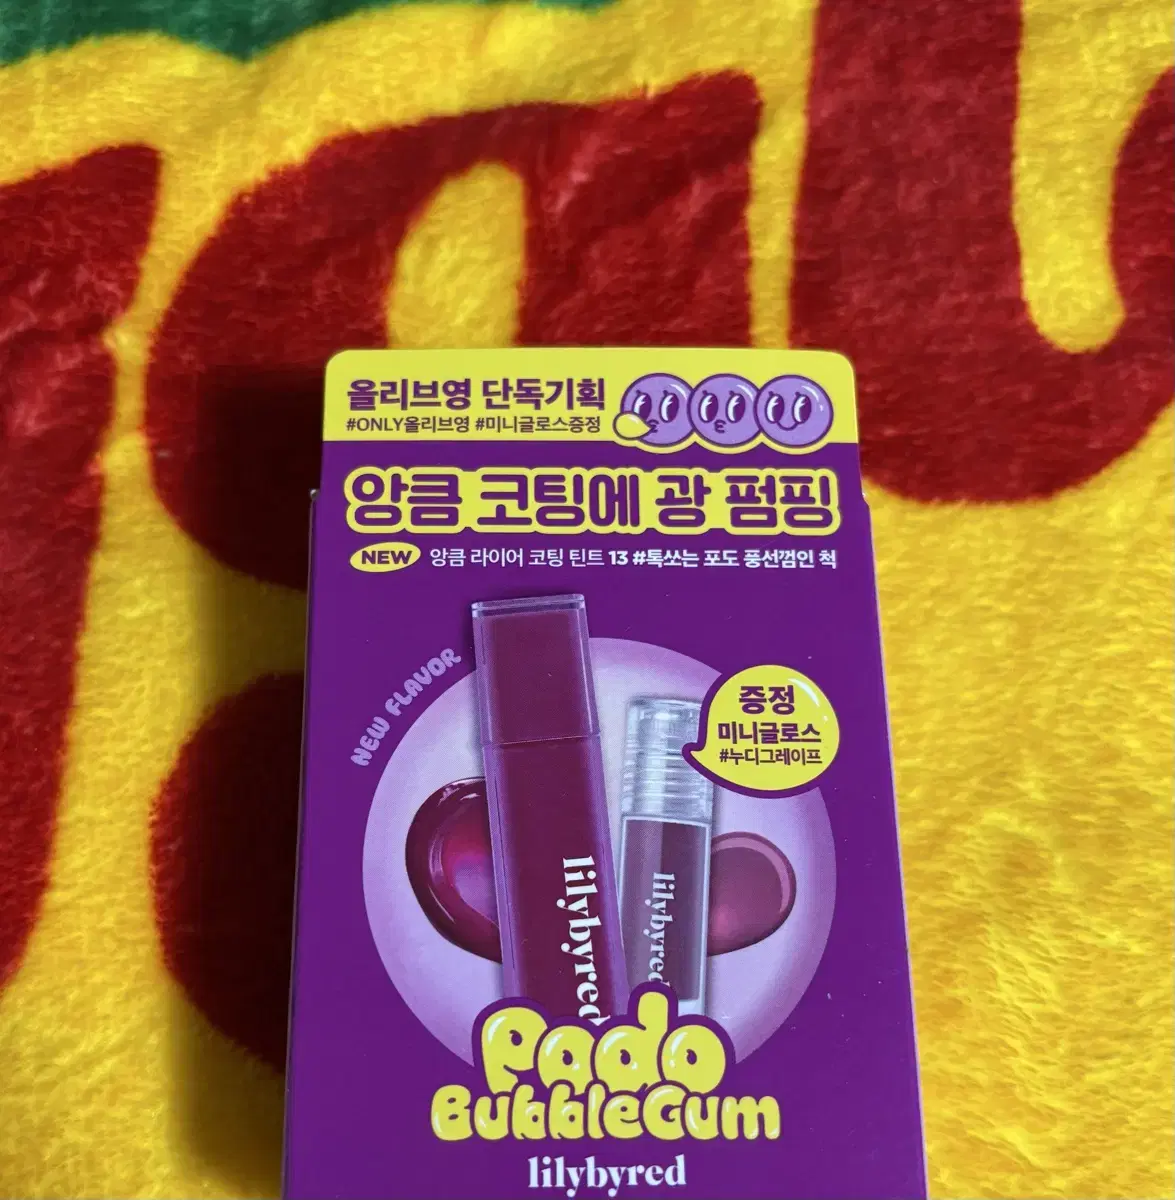 올리브영 단독기획
#ONLY올리브영 #미니글로스증정
앙큼 코팅에 광 펌핑
NEW 앙큼 라이어 코팅 틴트 13 #톡쏘는 포도 풍선껌인 척
NEW FLAVOR
증정
미니글로스
#누디그레이프
lilybyred
lilybyred
Podo
BubbleGum
lilybyred